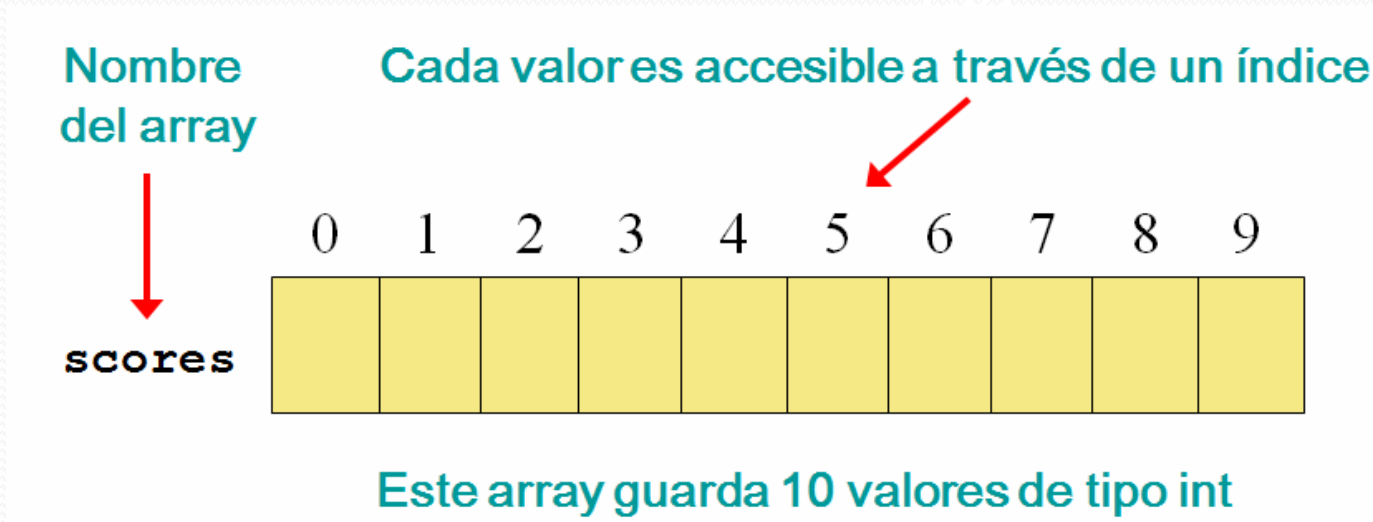 Nombre
del array
Cada valor es accesible a través de un índice
0 1 2 3 4 5 6 7 8 9
scores
Este array guarda 10 valores de tipo int